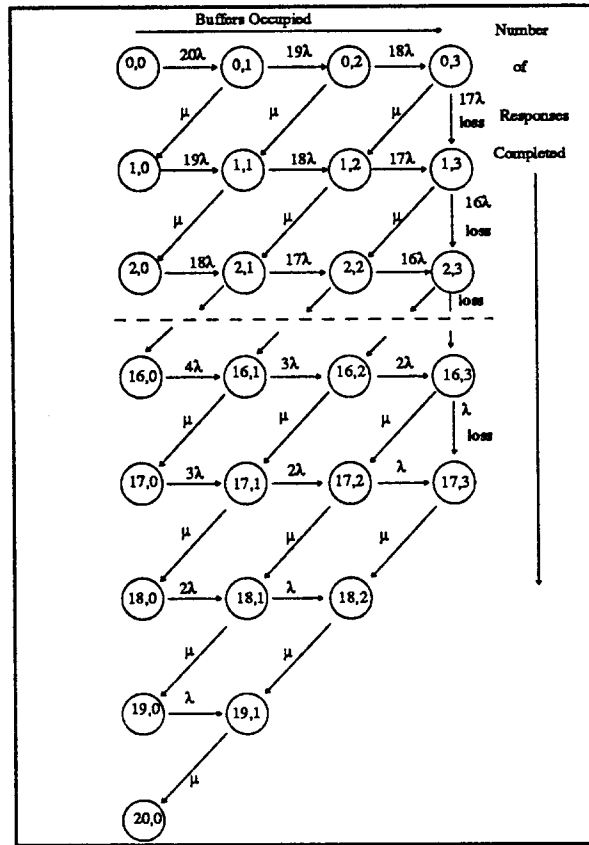 Buffers Occupied
Number
20λ 19λ 18λ
0,0 0,1 0,2 0,3 of
μ μ μ 17λ
loss Responses
19λ 18λ 17λ Completed
1,0 1,1 1,2 1,3
μ μ μ 16λ
loss
18λ 17λ 16λ
2,0 2,1 2,2 2,3
loss
16,0 4λ 16,1 3λ 16,2 2λ 16,3
μ μ μ λ
loss
17,0 3λ 17,1 2λ 17,2 λ 17,3
μ μ μ
18,0 2λ 18,1 λ 18,2
μ μ
19,0 λ 19,1
μ
20,0